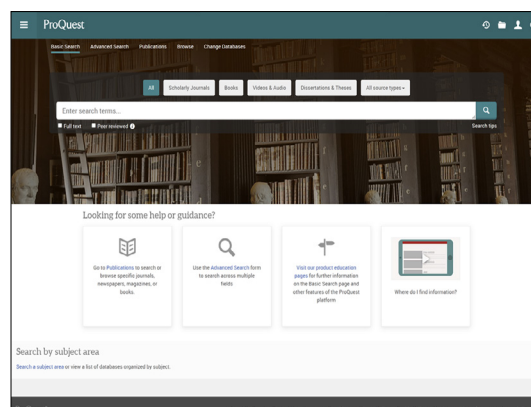 ProQuest
Basic Search Advanced Search Publications Browse Change Databases
All Scholarly Journals Books Videos & Audio Dissertations & Theses All source types
Enter search terms...
Full text Peer reviewed
Search tips
Looking for some help or guidance?
Go to Publications to search or
browse specific journals,
newspapers, magazines, or
books.
Use the Advanced Search form
to search across multiple
fields
Visit our product education
pages for further information
on the Basic Search page and
other features of the ProQuest
platform
Where do I find information?
Search by subject area
Search a subject area or view a list of databases organized by subject.